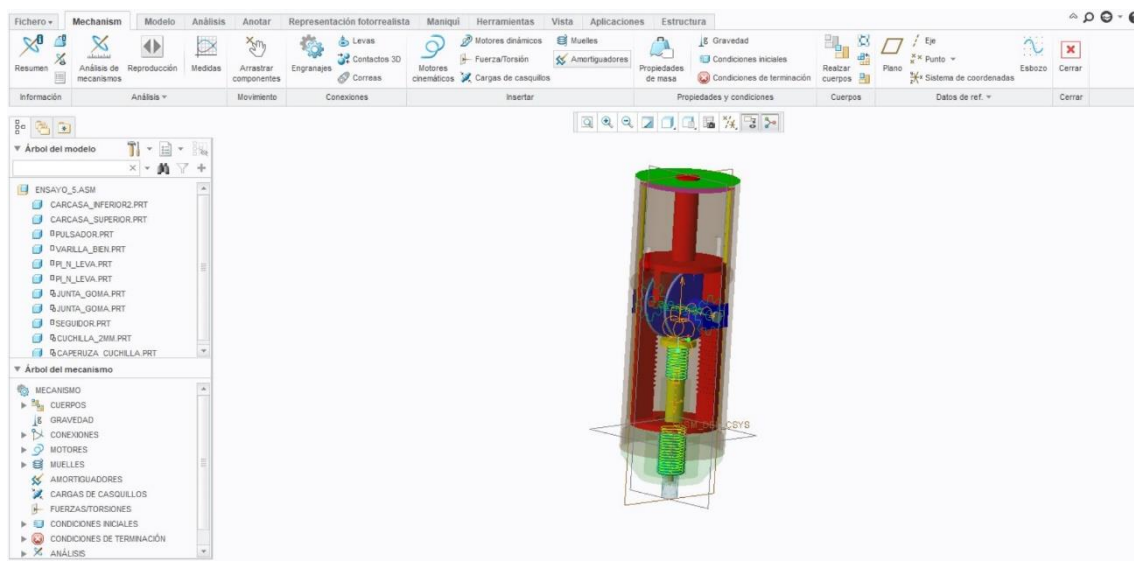 Fichero Mechanism Modelo Análisis Anotar Representación fotorrealista Maniquí Herramientas Vista Aplicaciones Estructura
Resumen
Análisis de mecanismos
Reproducción
Medidas
Arrastrar componentes
Engranajes
Levas
Contactos 3D
Correas
Motores cinemáticos
Motores dinámicos
Fuerza/Torsión
Cargas de casquillos
Muelles
Amortiguadores
Propiedades de masa
Gravedad
Condiciones iniciales
Condiciones de terminación
Realizar cuerpos
Plano
Eje
Punto
Sistema de coordenadas
Esbozo
Cerrar
Información Análisis Movimiento Conexiones Insertar Propiedades y condiciones Cuerpos Datos de ref. Cerrar
Árbol del modelo
ENSAYO_5.ASM
CARCASA_INFERIOR2.PRT
CARCASA_SUPERIOR.PRT
PULSADOR.PRT
VARILLA_BIEN.PRT
PI_N_LEVA.PRT
PI_N_LEVA.PRT
JUNTA_GOMA.PRT
JUNTA_GOMA.PRT
SEGUIDOR.PRT
CUCHILLA_2MM.PRT
CAPERUZA_CUCHILLA.PRT
Árbol del mecanismo
MECANISMO
CUERPOS
GRAVEDAD
CONEXIONES
MOTORES
MUELLES
AMORTIGUADORES
CARGAS DE CASQUILLOS
FUERZAS/TORSIONES
CONDICIONES INICIALES
CONDICIONES DE TERMINACIÓN
ANÁLISIS